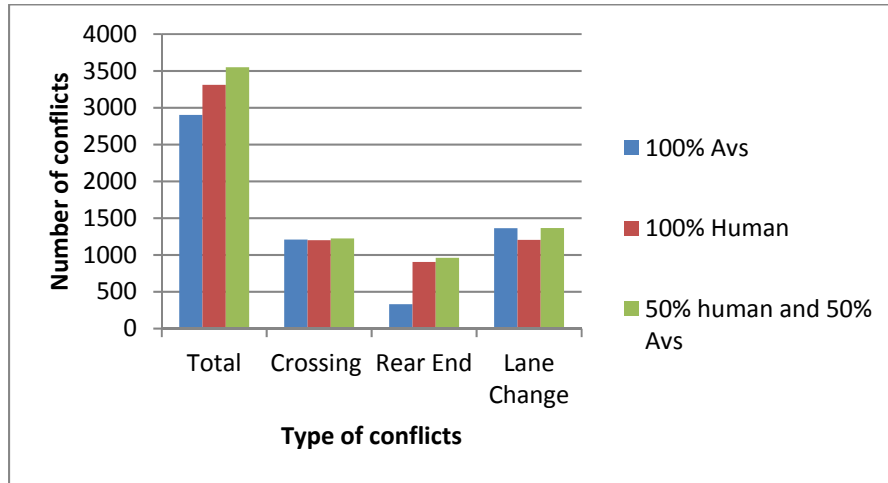 Number of conflicts
4000
3500
3000
2500
2000
1500
1000
500
0
Total
Crossing
Rear End
Lane
Change
Type of conflicts
100% Avs
100% Human
50% human and 50%
Avs